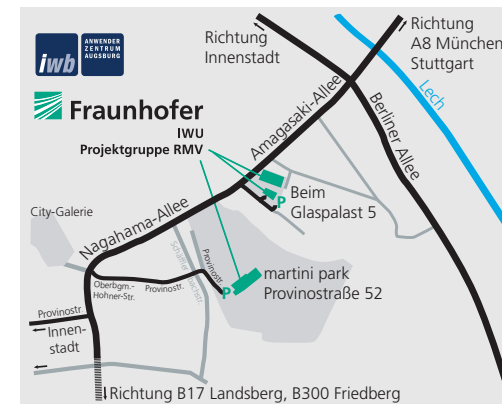 iwb
ANWENDER
ZENTRUM
AUGSBURG
Fraunhofer
IWU
Projektgruppe RMV
Richtung
Innenstadt
Richtung
A8 München
Stuttgart
Lech
Berliner Allee
Amagasaki-Allee
Beim
Glaspalast 5
P
City-Galerie
Nagahama-Allee
Provinostr.
martini park
Provinostraße 52
P
Oberbgm.-
Hohner-Str.
Provinostr.
Provinostr.
Innen-
stadt
Richtung B17 Landsberg, B300 Friedberg